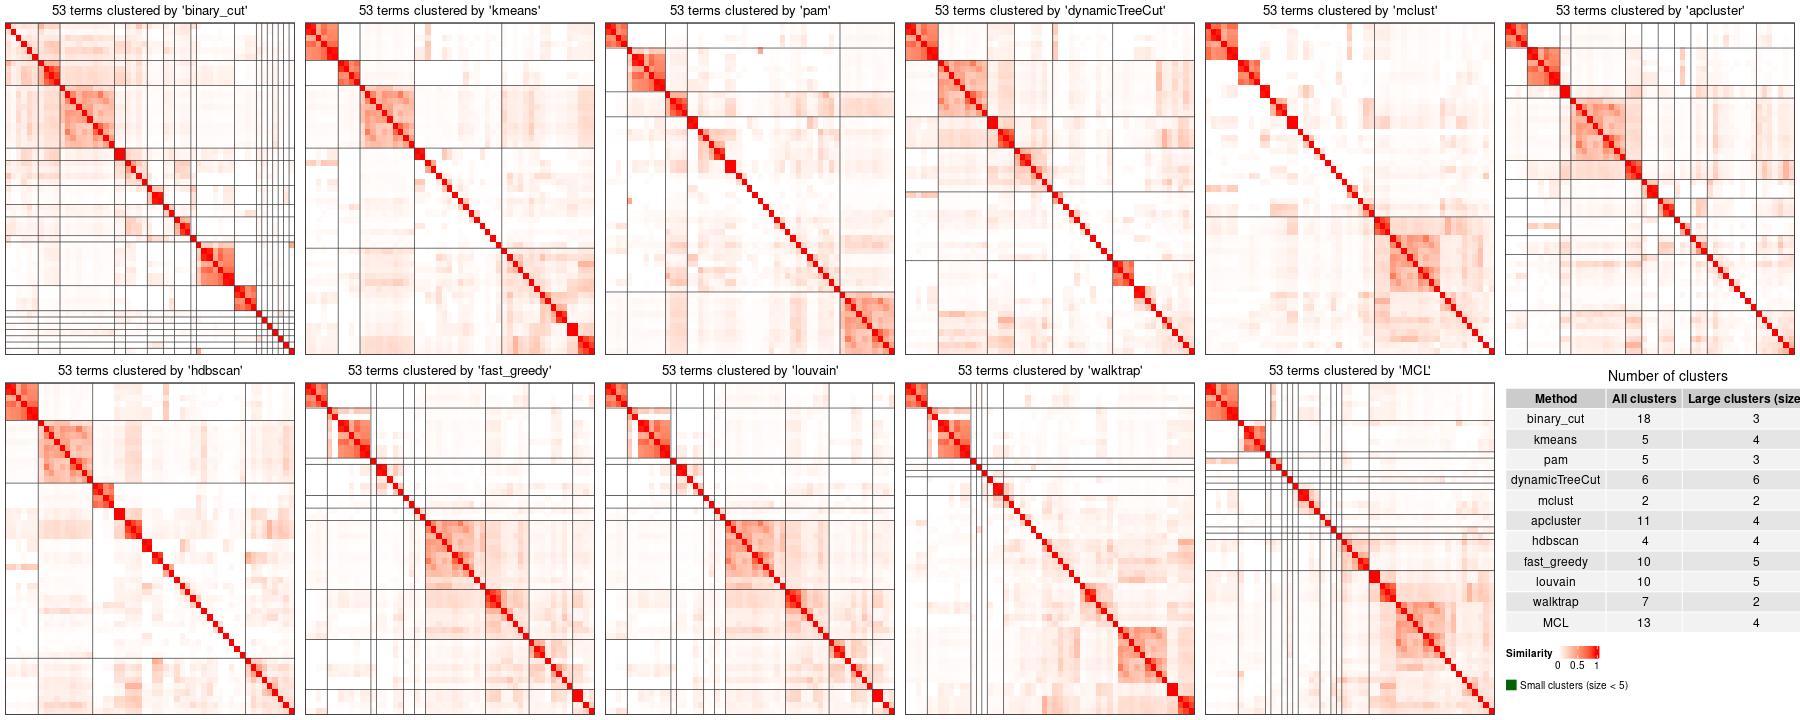 53 terms clustered by 'binary_cut'
53 terms clustered by 'kmeans'
53 terms clustered by 'pam'
53 terms clustered by 'dynamicTreeCut'
53 terms clustered by 'mclust'
53 terms clustered by 'apcluster'
53 terms clustered by 'hdbscan'
53 terms clustered by 'fast_greedy'
53 terms clustered by 'louvain'
53 terms clustered by 'walktrap'
53 terms clustered by 'MCL'
Number of clusters
Method All clusters Large clusters (size
binary_cut 18 3
kmeans 5 4
pam 5 3
dynamicTreeCut 6 6
mclust 2 2
apcluster 11 4
hdbscan 4 4
fast_greedy 10 5
louvain 10 5
walktrap 7 2
MCL 13 4
Similarity
0 0.5 1
Small clusters (size < 5)